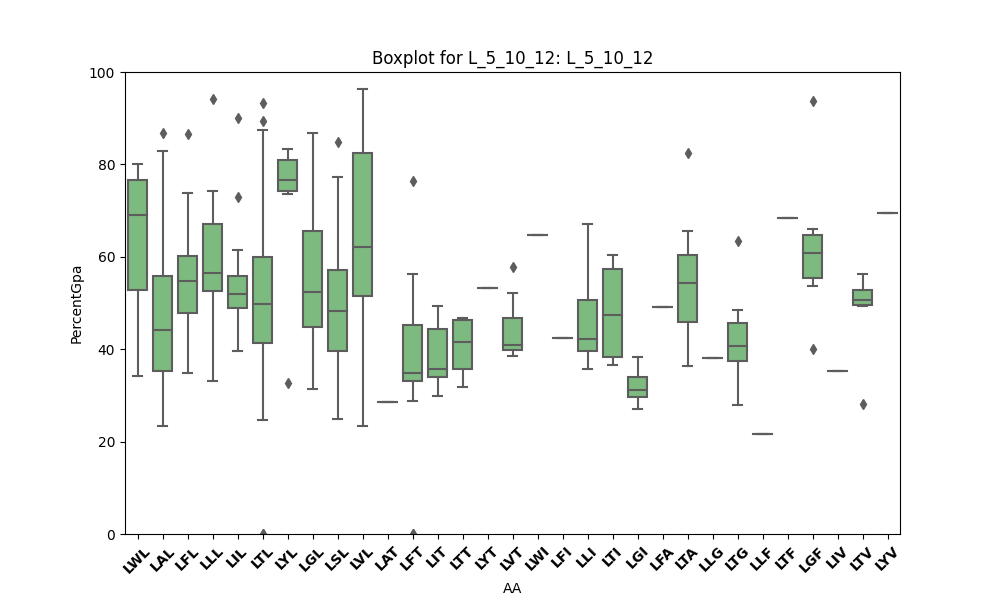 Boxplot for L_5_10_12: L_5_10_12
PercentGpa
100
80
60
40
20
0
LWL LAL LFL LLL LIL LTL LYL LGL LSL LVL LAT LFT LIT LTT LYT LVT LWI LFI LLI LTI LGI LFA LTA LLG LTG LLF LTF LGF LIV LTV LYV
AA